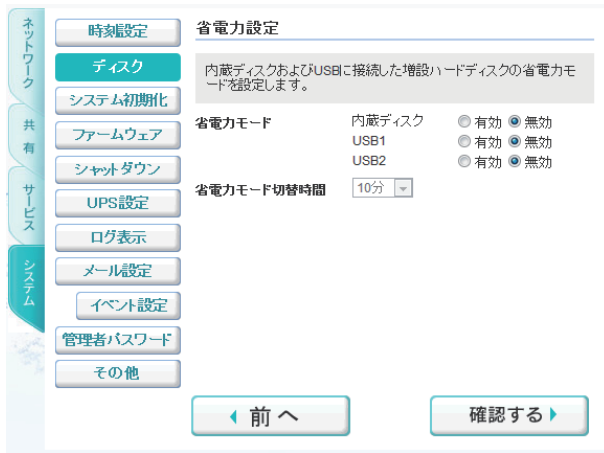 ネットワーク
共有
サービス
システム
時刻設定
ディスク
システム初期化
ファームウェア
シャットダウン
UPS設定
ログ表示
メール設定
イベント設定
管理者パスワード
その他
省電力設定
内蔵ディスクおよびUSBに接続した増設ハードディスクの省電力モ
ードを設定します。
省電力モード 内蔵ディスク 有効 無効
USB1 有効 無効
USB2 有効 無効
省電力モード切替時間 10分
前へ
確認する